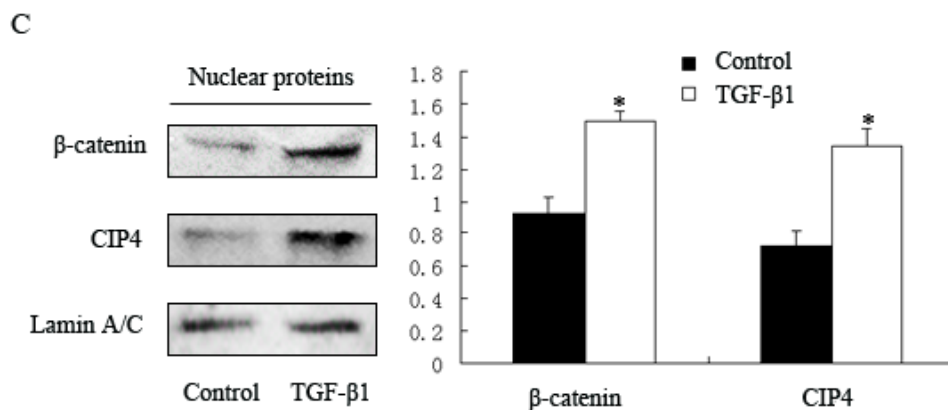 C
Nuclear proteins
β-catenin
CIP4
Lamin A/C
Control TGF-β1
Control
TGF-β1
1.8
1.6
1.4
1.2
1
0.8
0.6
0.4
0.2
0
*
*
β-catenin CIP4